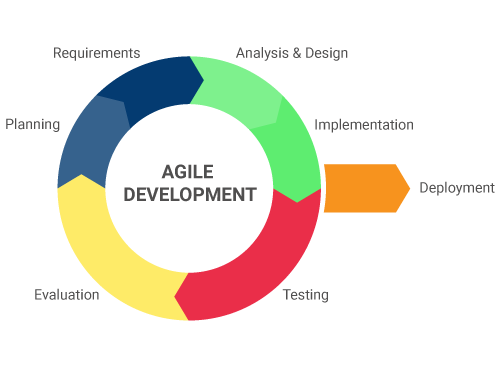 Requirements
Analysis & Design
Planning
Implementation
AGILE
DEVELOPMENT
Deployment
Evaluation
Testing